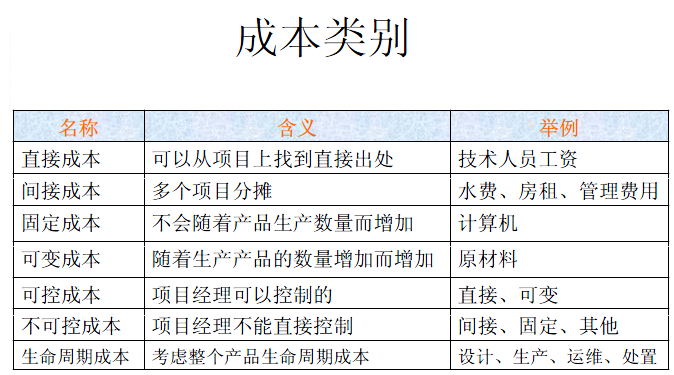 成本类别
名称 含义 举例
直接成本 可以从项目上找到直接出处 技术人员工资
间接成本 多个项目分摊 水费、房租、管理费用
固定成本 不会随着产品生产数量而增加 计算机
可变成本 随着生产产品的数量增加而增加 原材料
可控成本 项目经理可以控制的 直接、可变
不可控成本 项目经理不能直接控制 间接、固定、其他
生命周期成本 考虑整个产品生命周期成本 设计、生产、运维、处置